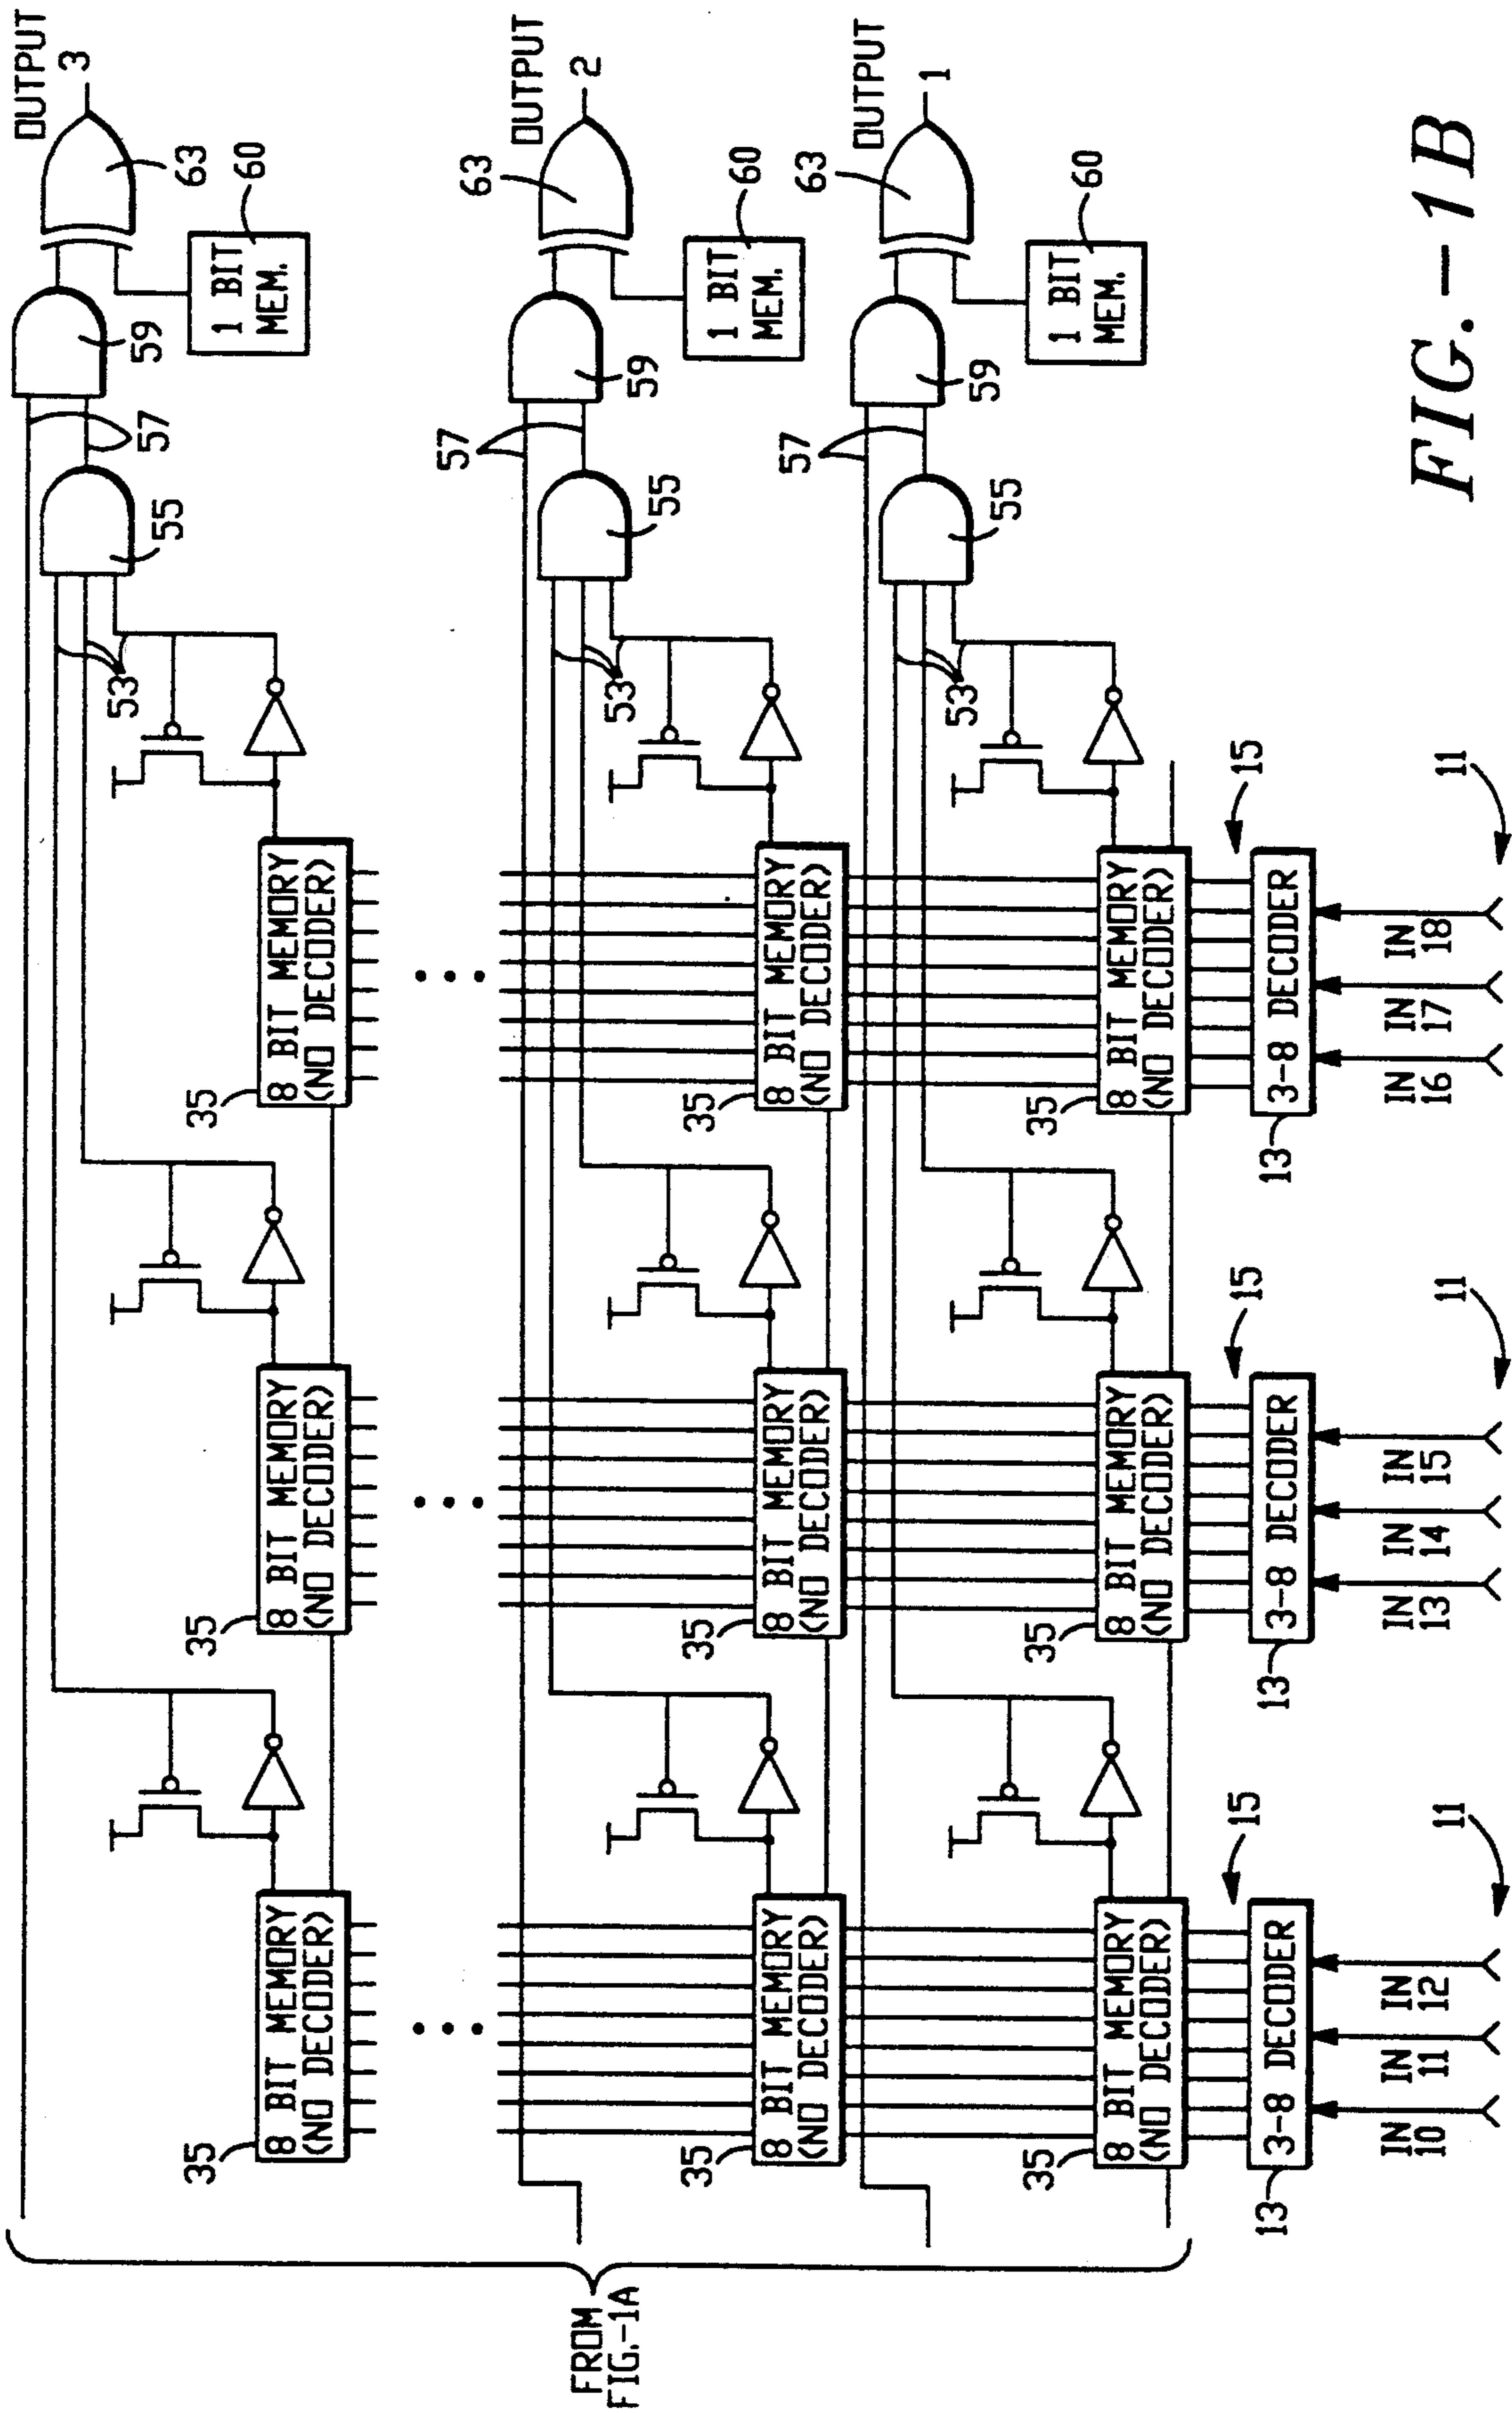 OUTPUT
3
63
1 BIT
MEM.
60
59
57
55
53
35
8 BIT MEMORY
(NO DECODER)
35
8 BIT MEMORY
(NO DECODER)
35
8 BIT MEMORY
(NO DECODER)
OUTPUT
2
63
1 BIT
MEM.
60
59
57
55
53
35
8 BIT MEMORY
(NO DECODER)
35
8 BIT MEMORY
(NO DECODER)
35
8 BIT MEMORY
(NO DECODER)
OUTPUT
1
63
1 BIT
MEM.
60
59
57
55
53
35
8 BIT MEMORY
(NO DECODER)
35
8 BIT MEMORY
(NO DECODER)
35
8 BIT MEMORY
(NO DECODER)
FROM
FIG.-1A
15
15
15
13
3-8 DECODER
13
3-8 DECODER
13
3-8 DECODER
IN
10
IN
11
IN
12
11
IN
13
IN
14
IN
15
11
IN
16
IN
17
IN
18
11
FIG.-1B